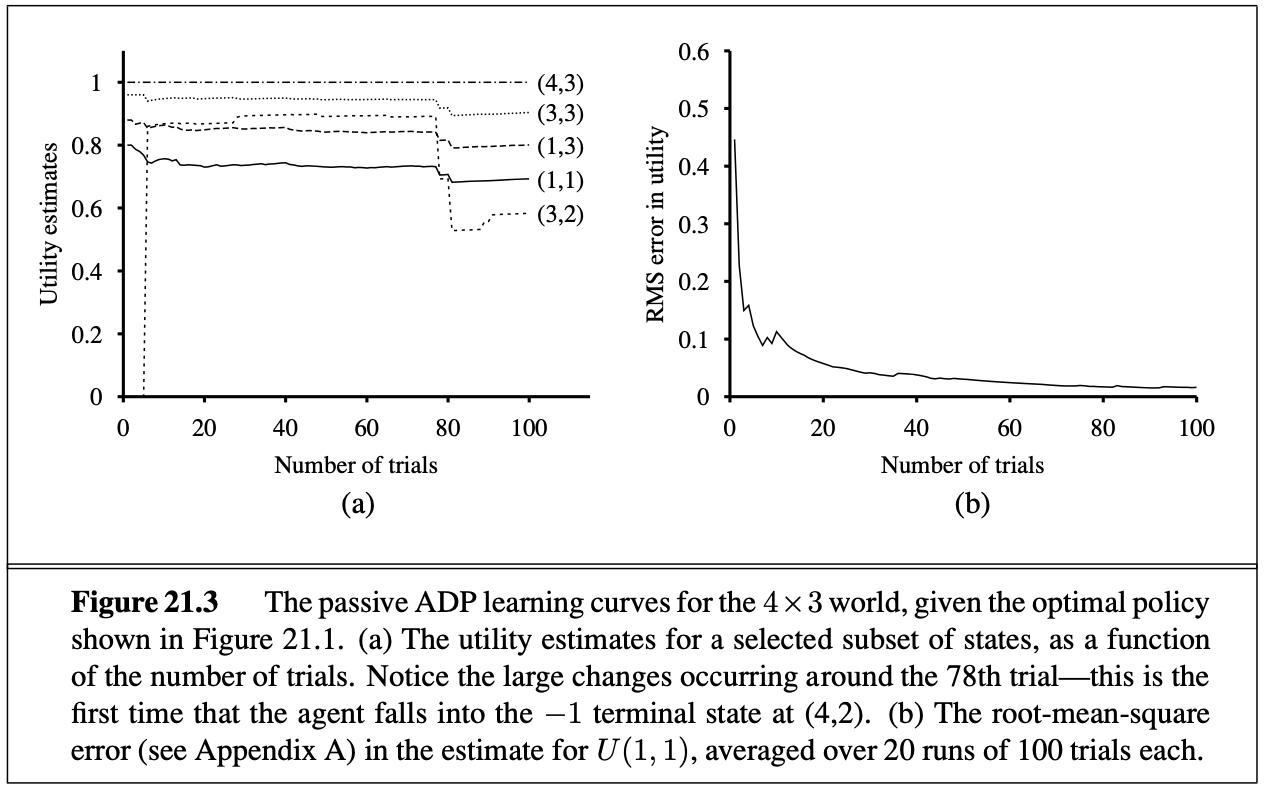 1
0.8
0.6
0.4
0.2
0
0 20 40 60 80 100
Utility estimates
Number of trials
(4,3)
(3,3)
(1,3)
(1,1)
(3,2)
(a)
0.6
0.5
0.4
0.3
0.2
0.1
0
0 20 40 60 80 100
RMS error in utility
Number of trials
(b)
Figure 21.3 The passive ADP learning curves for the 4 × 3 world, given the optimal policy
shown in Figure 21.1. (a) The utility estimates for a selected subset of states, as a function
of the number of trials. Notice the large changes occurring around the 78th trial—this is the
first time that the agent falls into the −1 terminal state at (4,2). (b) The root-mean-square
error (see Appendix A) in the estimate for U(1, 1), averaged over 20 runs of 100 trials each.